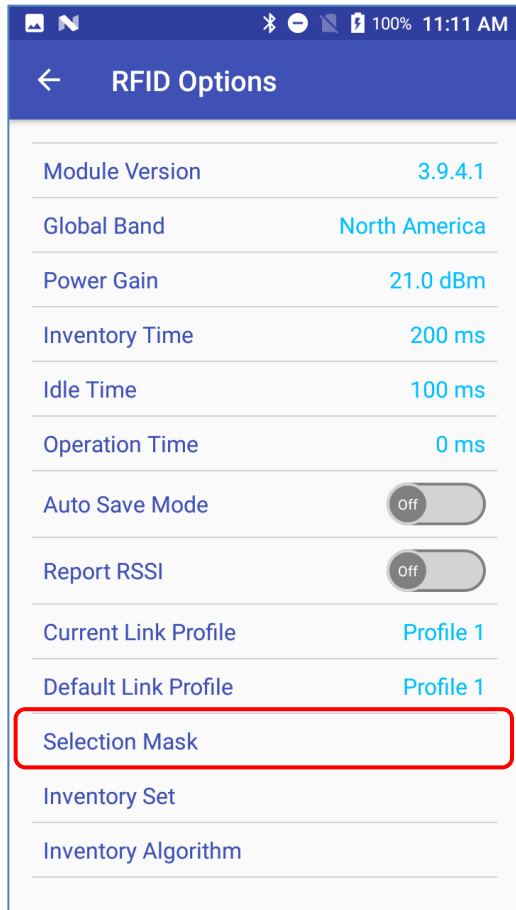 100% 11:11 AM
RFID Options
Module Version 3.9.4.1
Global Band North America
Power Gain 21.0 dBm
Inventory Time 200 ms
Idle Time 100 ms
Operation Time 0 ms
Auto Save Mode Off
Report RSSI Off
Current Link Profile Profile 1
Default Link Profile Profile 1
Selection Mask
Inventory Set
Inventory Algorithm